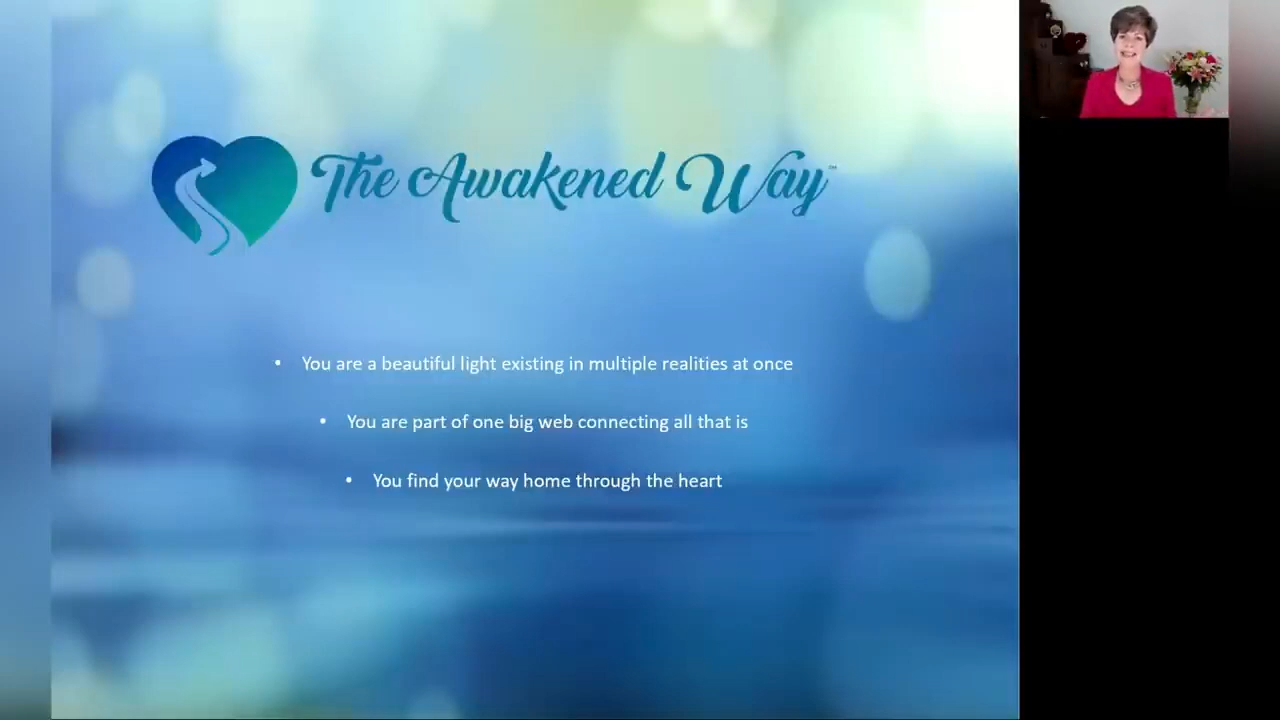 The Awakened Way™
• You are a beautiful light existing in multiple realities at once
• You are part of one big web connecting all that is
• You find your way home through the heart